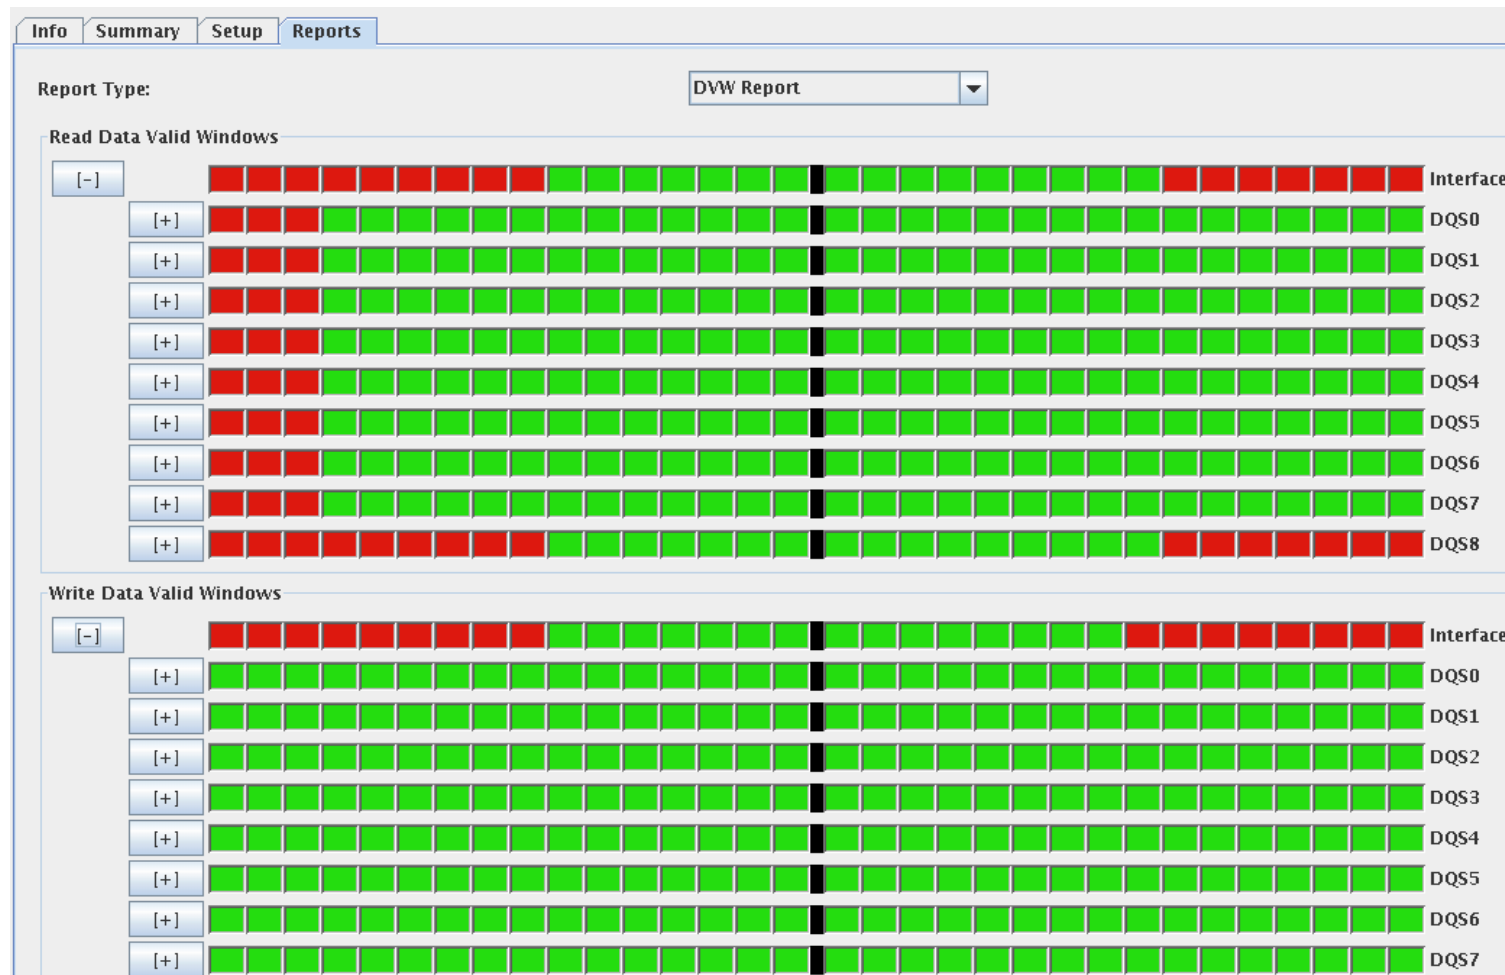 Info Summary Setup Reports
Report Type: DVW Report
Read Data Valid Windows
[-] Interface
[+] DQS0
[+] DQS1
[+] DQS2
[+] DQS3
[+] DQS4
[+] DQS5
[+] DQS6
[+] DQS7
[+] DQS8
Write Data Valid Windows
[-] Interface
[+] DQS0
[+] DQS1
[+] DQS2
[+] DQS3
[+] DQS4
[+] DQS5
[+] DQS6
[+] DQS7